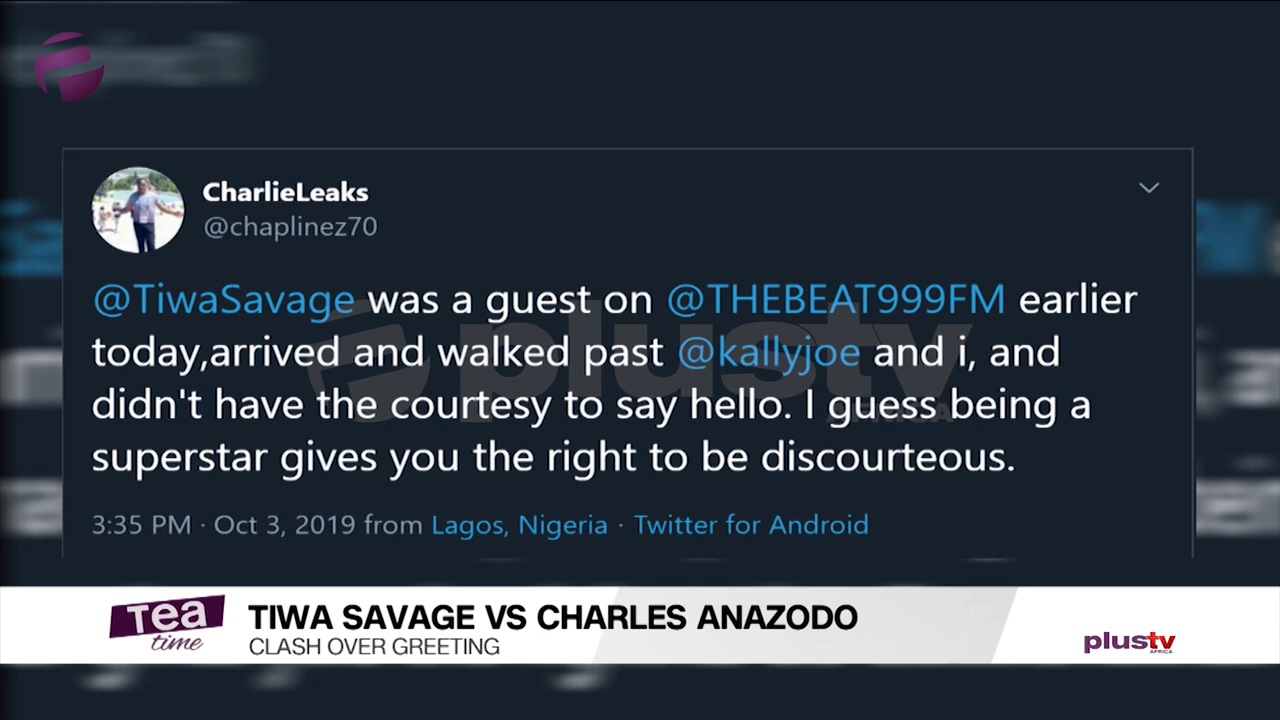 CharlieLeaks
@chaplinez70
@TiwaSavage was a guest on @THEBEAT999FM earlier
today,arrived and walked past @kallyjoe and i, and
didn't have the courtesy to say hello. I guess being a
superstar gives you the right to be discourteous.
3:35 PM · Oct 3, 2019 from Lagos, Nigeria · Twitter for Android
plustv
AFRICA
Tea
time
TIWA SAVAGE VS CHARLES ANAZODO
CLASH OVER GREETING
plustv
AFRICA